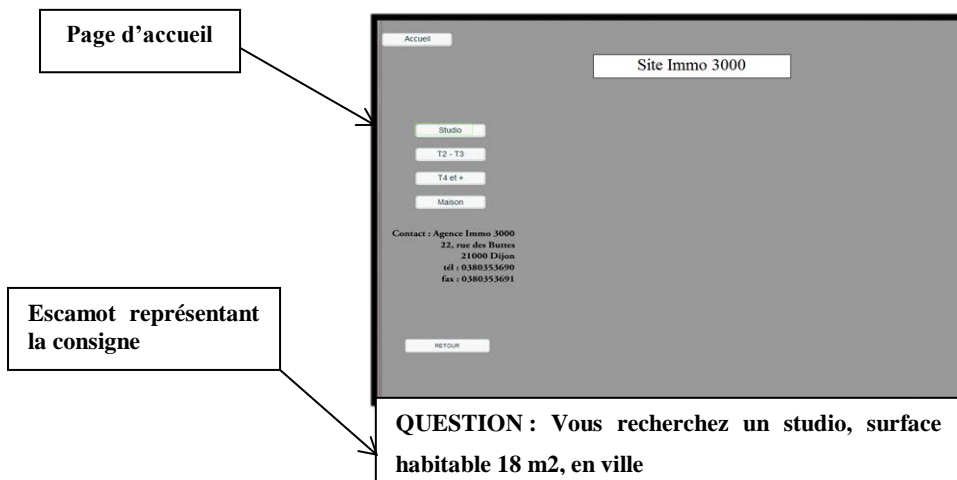 Page d’accueil
Accueil
Site Immo 3000
Studio
T2 - T3
T4 et +
Maison
Contact : Agence Immo 3000
22, rue des Buttes
21000 Dijon
tél : 0380353690
fax : 0380353691
Escamot représentant
la consigne
RETOUR
QUESTION : Vous recherchez un studio, surface
habitable 18 m2, en ville